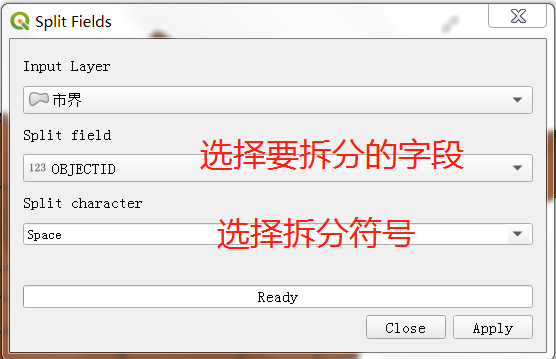 Split Fields
Input Layer
市界
Split field
选择要拆分的字段
123 OBJECTID
Split character
选择拆分符号
Space
Ready
Close Apply